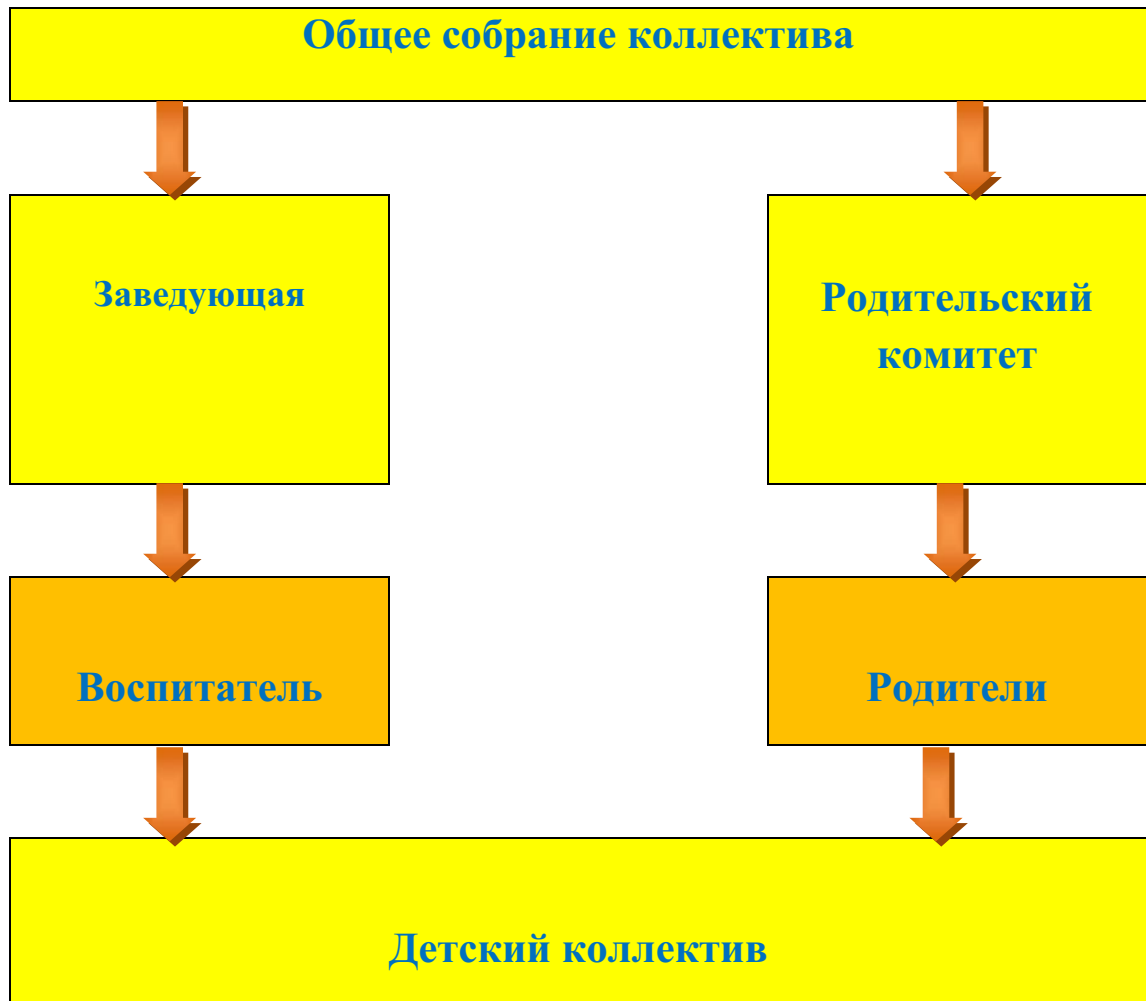 Общее собрание коллектива
Заведующая
Родительский
комитет
Воспитатель
Родители
Детский коллектив